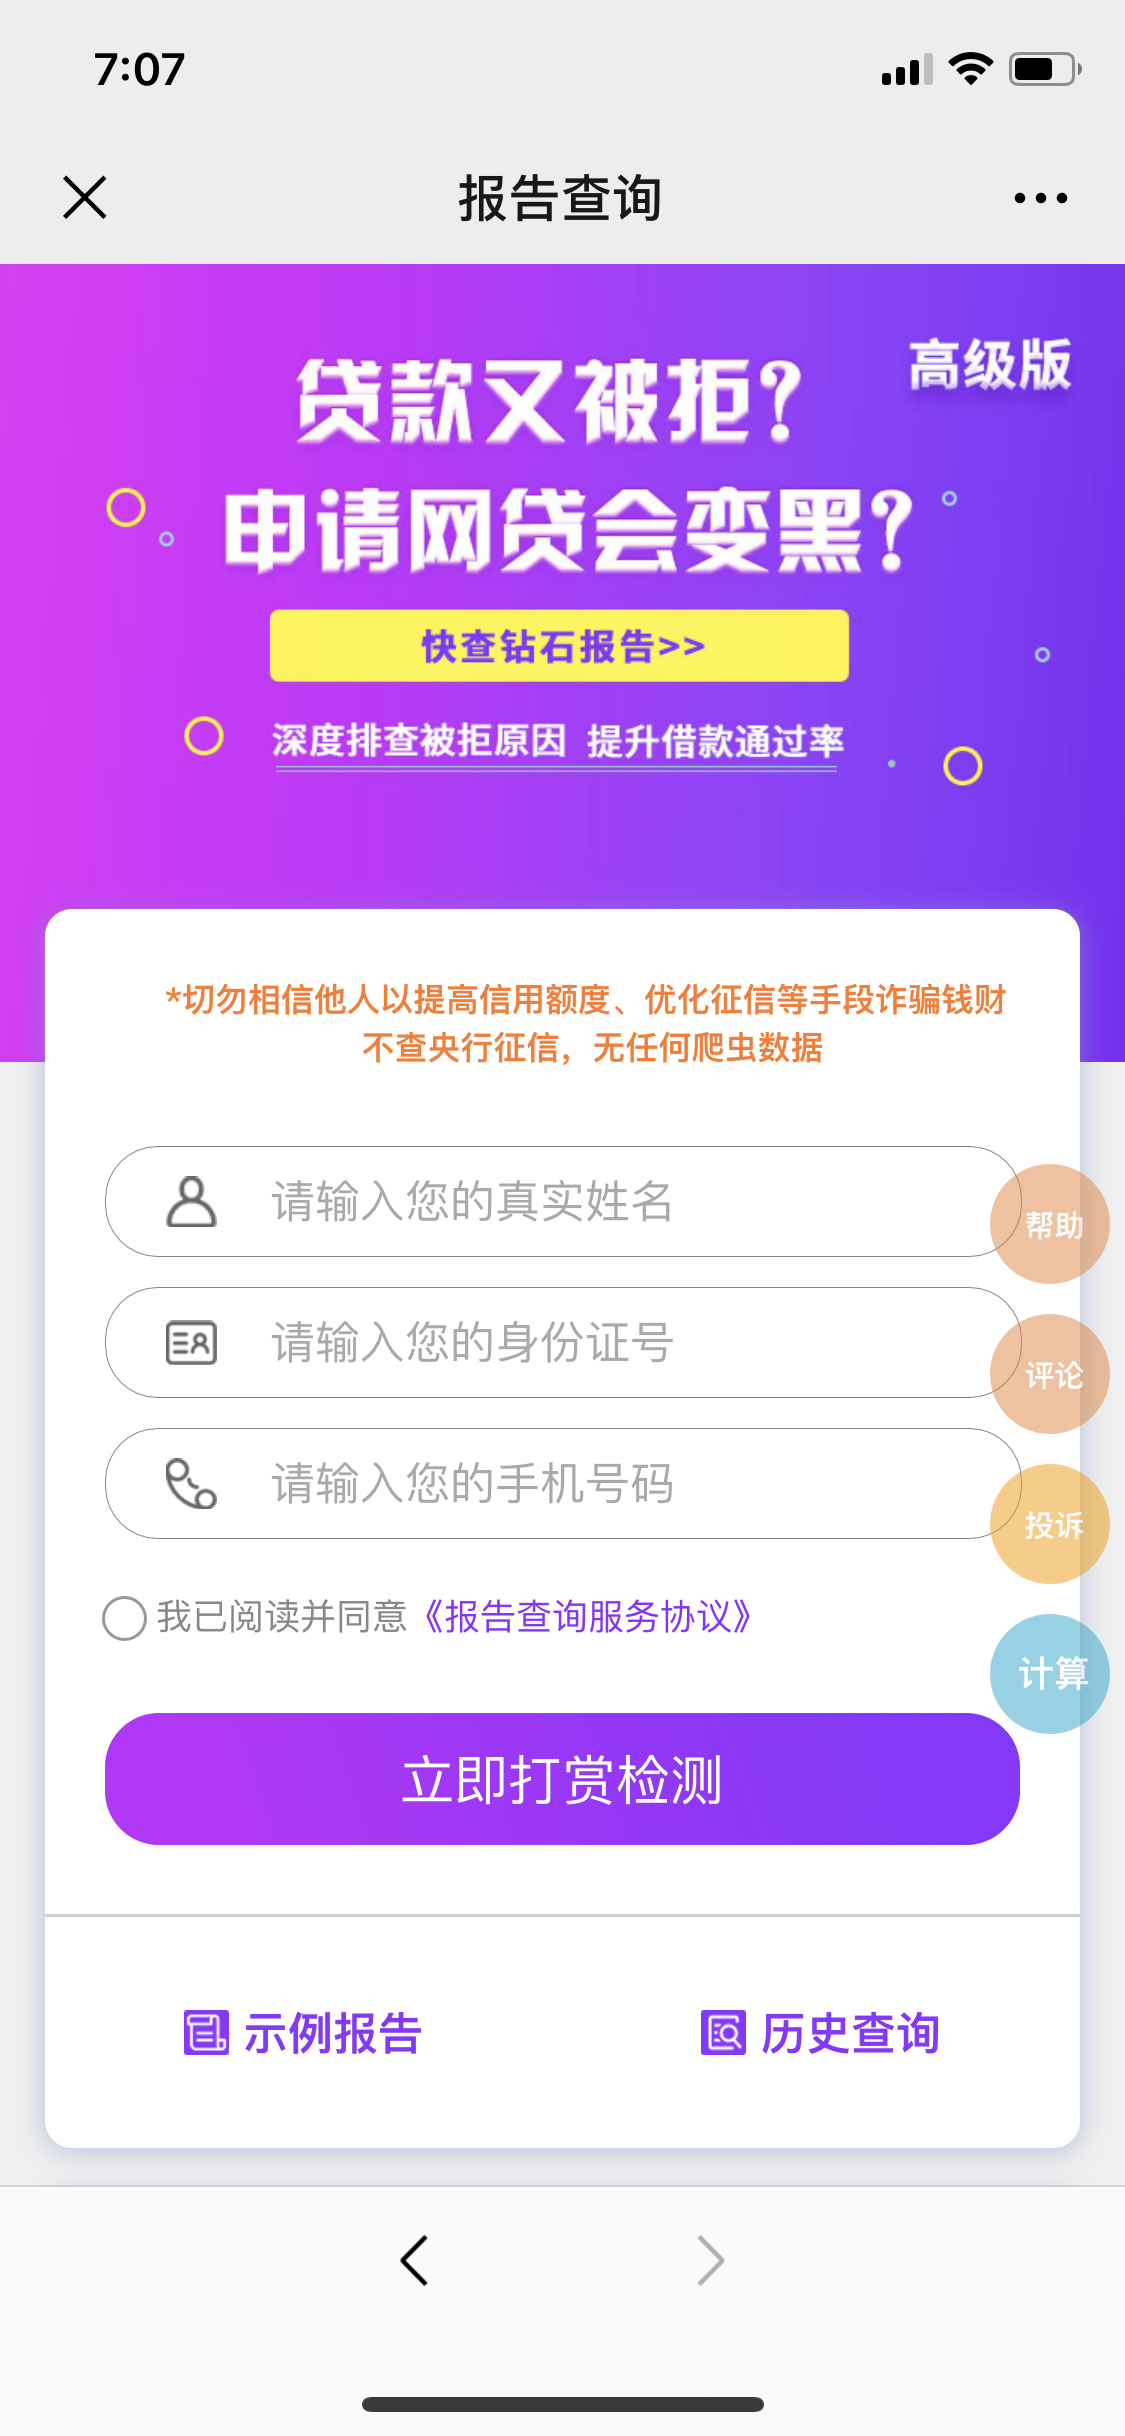 7:07
报告查询
高级版
贷款又被拒?
申请网贷会变黑?
快查钻石报告>>
深度排查被拒原因 提升借款通过率
*切勿相信他人以提高信用额度、优化征信等手段诈骗钱财
不查央行征信，无任何爬虫数据
请输入您的真实姓名
帮助
请输入您的身份证号
评论
请输入您的手机号码
投诉
我已阅读并同意《报告查询服务协议》
计算
立即打赏检测
示例报告
历史查询